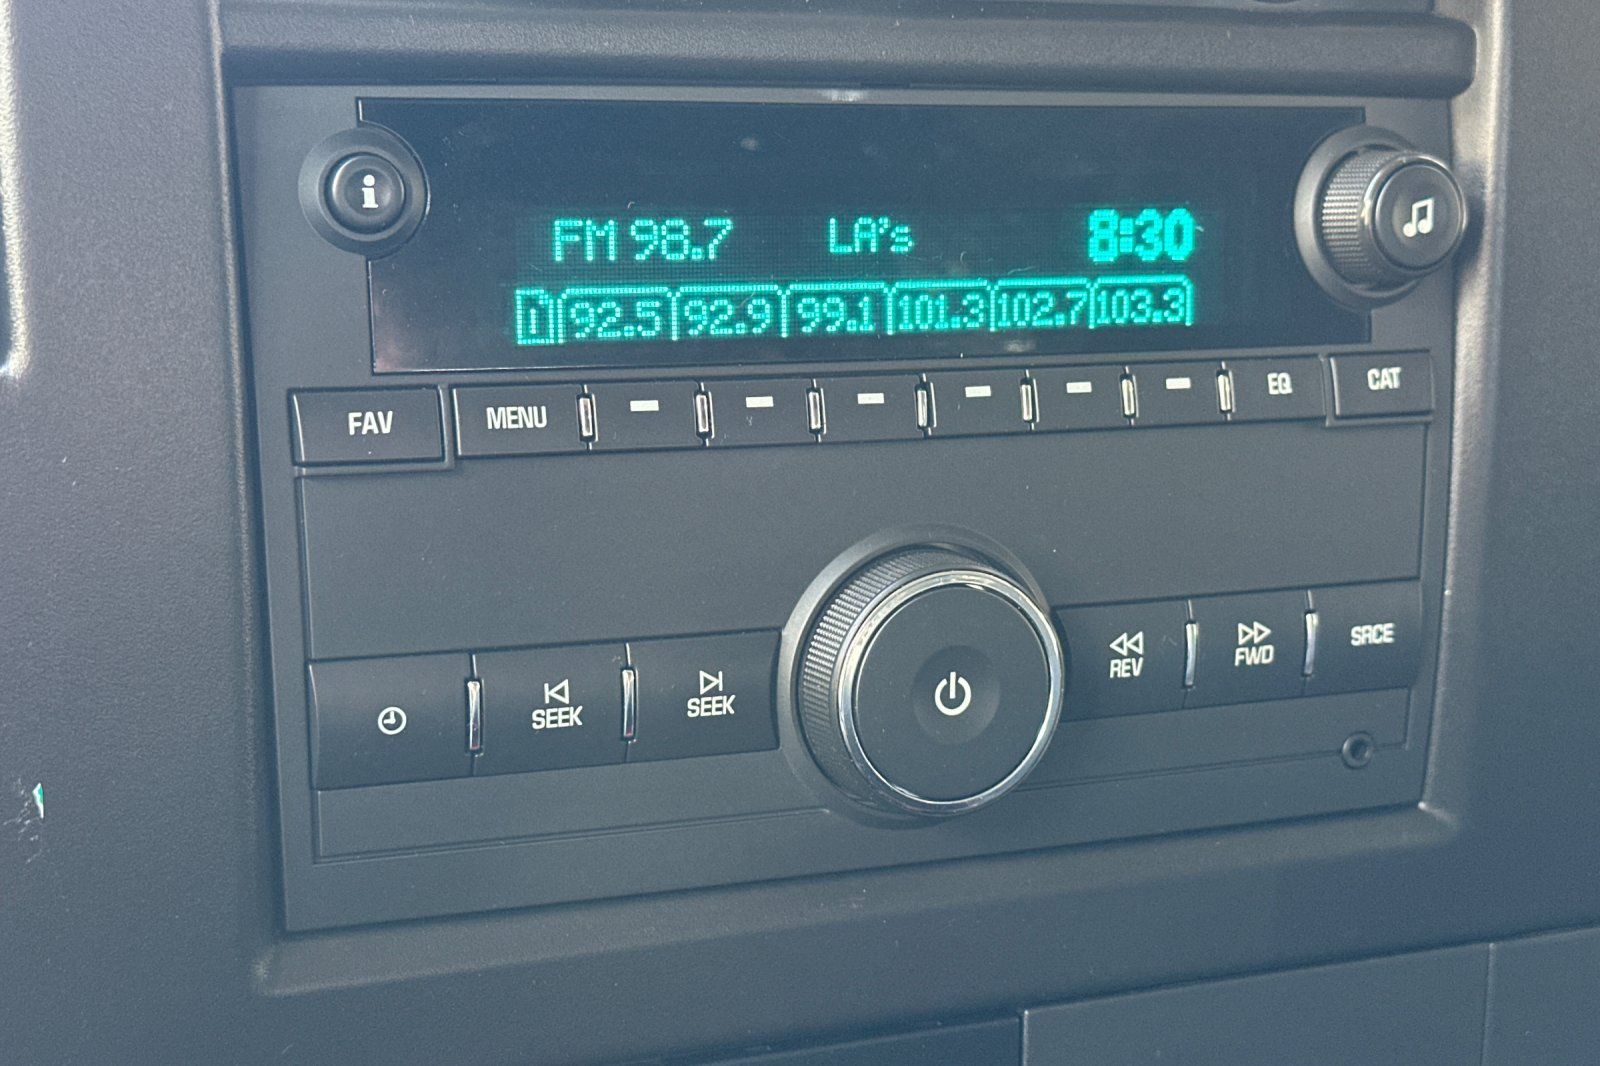 FM 98.7 LA's 8:30
1 92.5 92.9 99.1 101.3 102.7 103.3
FAV MENU EQ CAT
SEEK SEEK REV FWD SRCE